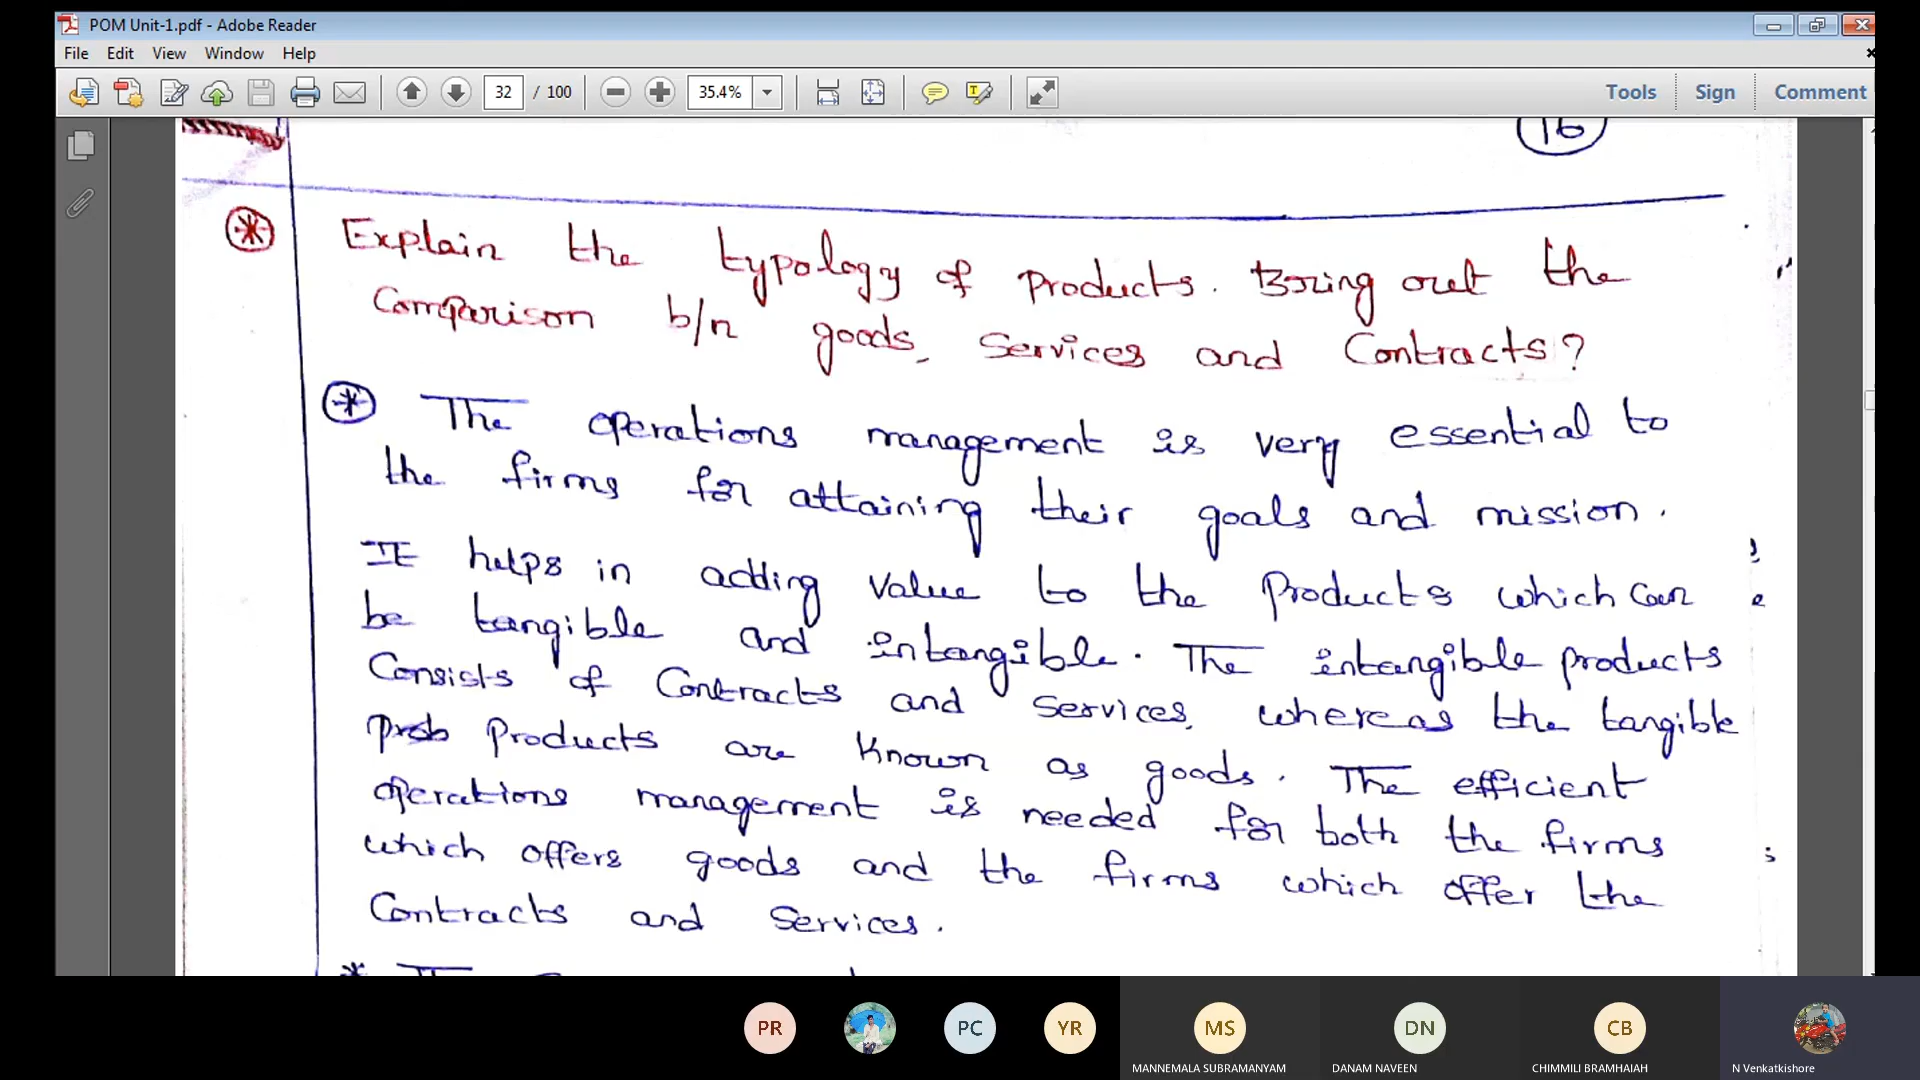 POM Unit-1.pdf - Adobe Reader
File Edit View Window Help
32 / 100 35.4% Tools Sign Comment
16
Explain the typology of products. Bring out the
Comparison b/n goods, Services and Contracts?
The operations management is very essential to
the firms for attaining their goals and mission.
It helps in adding value to the products which can
be tangible and intangible. The intangible products
Consists of Contracts and services, whereas the tangible
prob products are known as goods. The efficient
operations management is needed for both the firms
which offers goods and the firms which offer the
Contracts and services.
PR PC YR MS DN CB
MANNEMALA SUBRAMANYAM DANAM NAVEEN CHIMMILI BRAMHAIAH N Venkatkishore